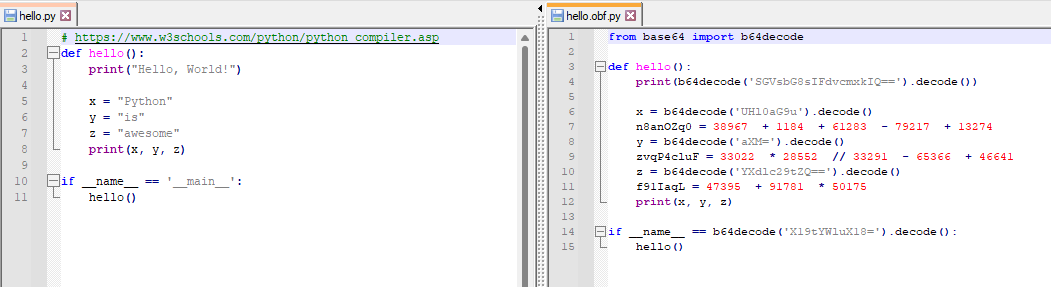 hello.py
1 # https://www.w3schools.com/python/python_compiler.asp
2 def hello():
3 print("Hello, World!")
4
5 x = "Python"
6 y = "is"
7 z = "awesome"
8 print(x, y, z)
9
10 if __name__ == '__main__':
11 hello()
hello.obf.py
1 from base64 import b64decode
2
3 def hello():
4 print(b64decode('SGVsbG8sIFdvcmxkIQ==').decode())
5
6 x = b64decode('UHl0aG9u').decode()
7 n8anOZq0 = 38967 + 1184 + 61283 - 79217 + 13274
8 y = b64decode('aXM=').decode()
9 zvqP4cluF = 33022 * 28552 // 33291 - 65366 + 46641
10 z = b64decode('YXdlc29tZQ==').decode()
11 f9lIaqL = 47395 + 91781 * 50175
12 print(x, y, z)
13
14 if __name__ == b64decode('X19tYWluX18=').decode():
15 hello()